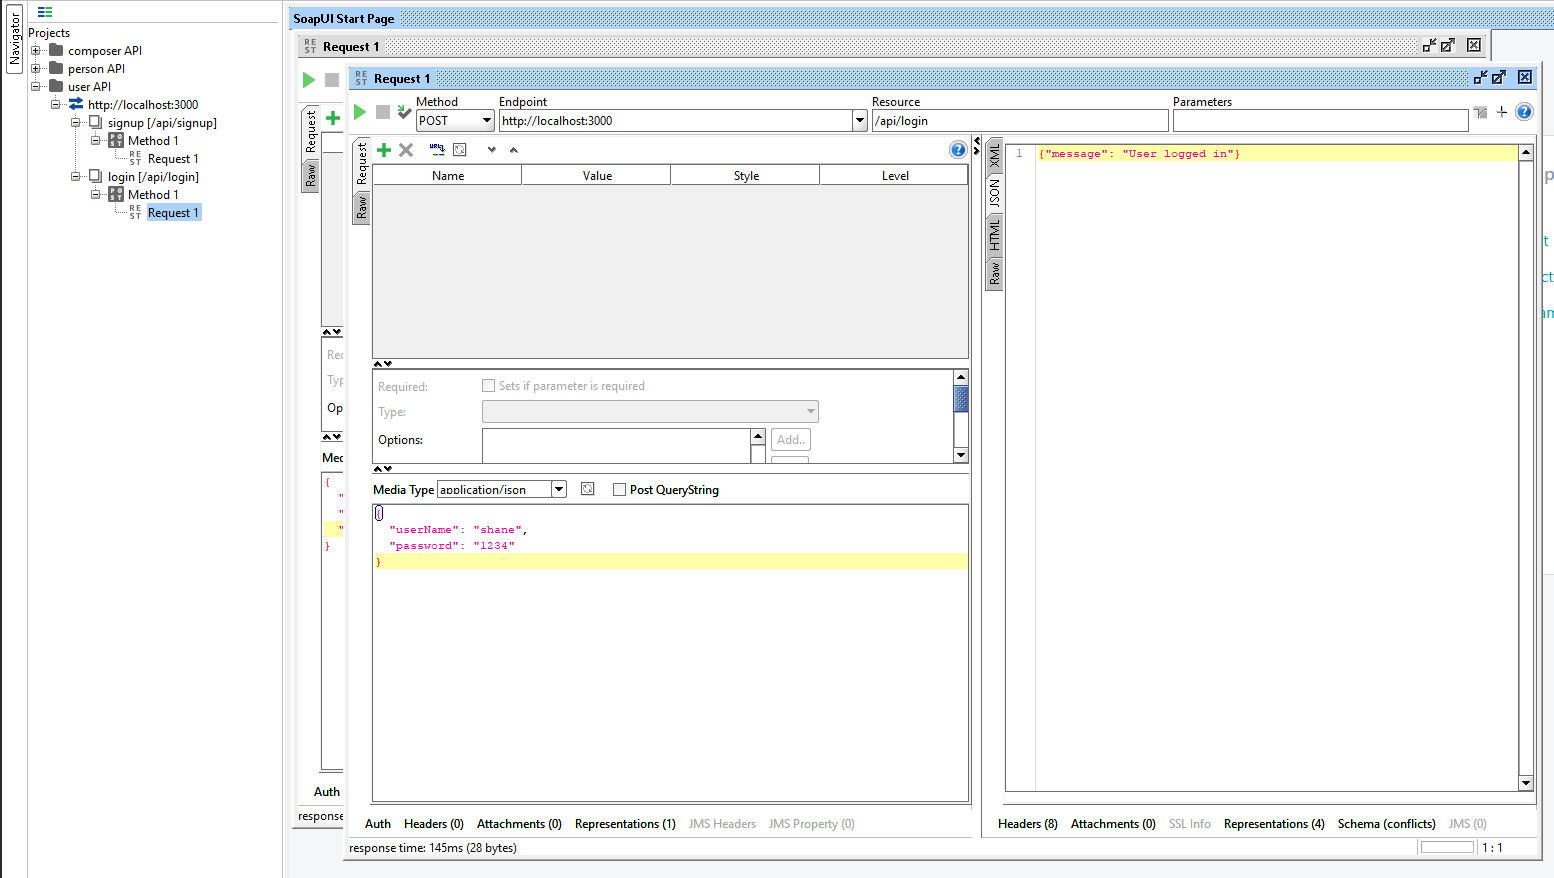 Navigator
Projects
composer API
person API
user API
http://localhost:3000
signup [/api/signup]
Method 1
Request 1
login [/api/login]
Method 1
Request 1
SoapUI Start Page
Request 1
Request 1
Method
Endpoint
Resource
Parameters
POST
http://localhost:3000
/api/login
Request
Raw
Request
Raw
Name Value Style Level
Required:
Sets if parameter is required
Type:
Options:
Add..
Media Type
application/json
Post QueryString
{
"userName": "shane",
"password": "1234"
}
XML
JSON
HTML
Raw
1
{"message": "User logged in"}
Auth
response
Auth Headers (0) Attachments (0) Representations (1) JMS Headers JMS Property (0)
response time: 145ms (28 bytes)
Headers (8) Attachments (0) SSL Info Representations (4) Schema (conflicts) JMS (0)
1 : 1